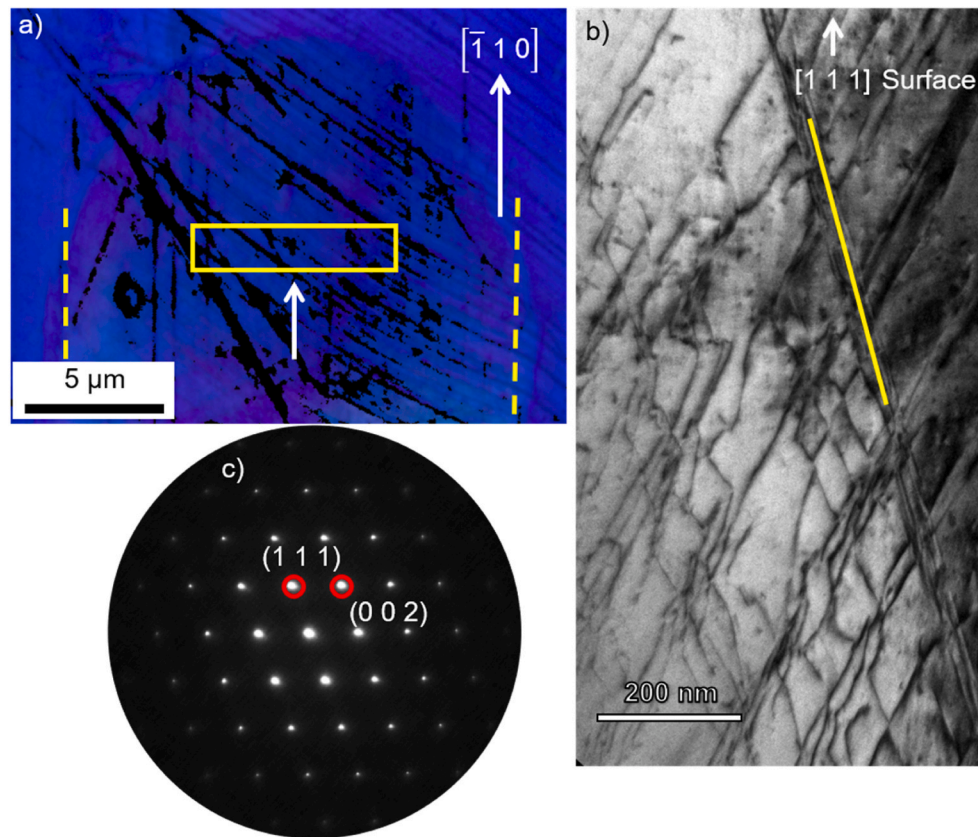 a)
[1̅ 1 0]
5 µm
b)
[1 1 1] Surface
200 nm
c)
(1 1 1)
(0 0 2)